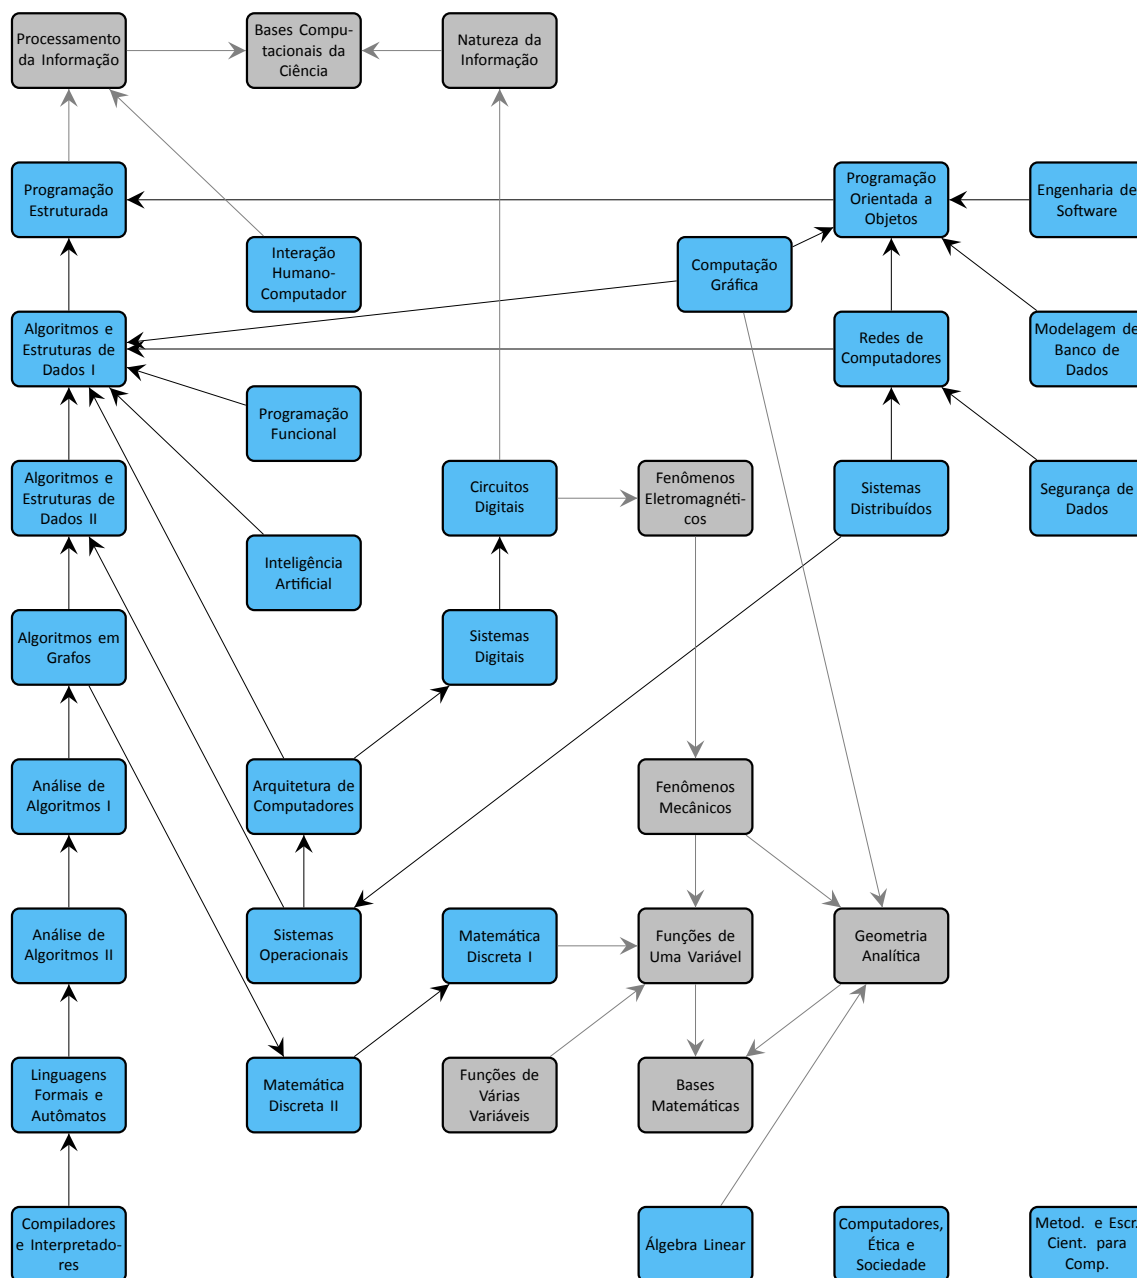 Processamento
da Informação
Bases Compu-
tacionais da
Ciência
Natureza da
Informação
Programação
Estruturada
Programação
Orientada a
Objetos
Engenharia de
Software
Interação
Humano-
Computador
Computação
Gráfica
Algoritmos e
Estruturas de
Dados I
Redes de
Computadores
Modelagem de
Banco de
Dados
Programação
Funcional
Algoritmos e
Estruturas de
Dados II
Circuitos
Digitais
Fenômenos
Eletromagnéti-
cos
Sistemas
Distribuídos
Segurança de
Dados
Inteligência
Artificial
Algoritmos em
Grafos
Sistemas
Digitais
Análise de
Algoritmos I
Arquitetura de
Computadores
Fenômenos
Mecânicos
Análise de
Algoritmos II
Sistemas
Operacionais
Matemática
Discreta I
Funções de
Uma Variável
Geometria
Analítica
Linguagens
Formais e
Autômatos
Matemática
Discreta II
Funções de
Várias
Variáveis
Bases
Matemáticas
Compiladores
e Interpretado-
res
Álgebra Linear
Computadores,
Ética e
Sociedade
Metod. e Escr.
Cient. para
Comp.